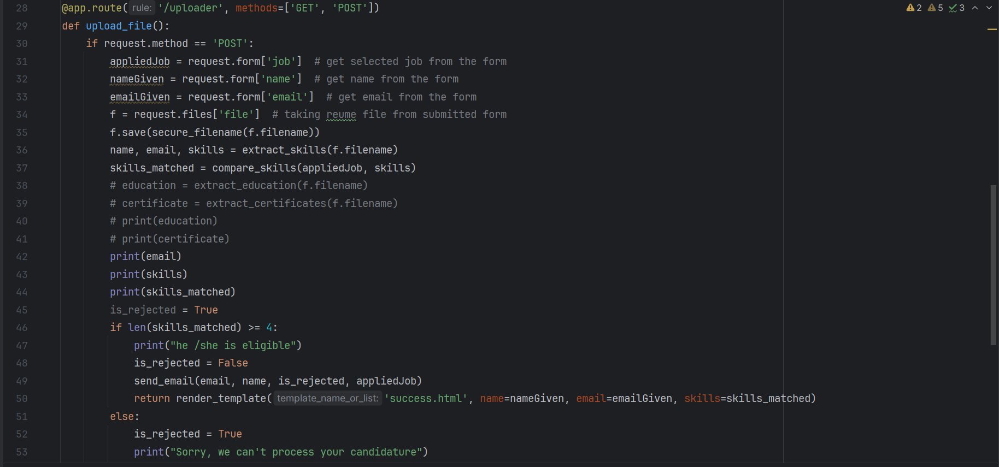 28 @app.route( rule: '/uploader', methods=['GET', 'POST']) 2 5 3
29 def upload_file():
30 if request.method == 'POST':
31 appliedJob = request.form['job']  # get selected job from the form
32 nameGiven = request.form['name']  # get name from the form
33 emailGiven = request.form['email']  # get email from the form
34 f = request.files['file']  # taking reume file from submitted form
35 f.save(secure_filename(f.filename))
36 name, email, skills = extract_skills(f.filename)
37 skills_matched = compare_skills(appliedJob, skills)
38 # education = extract_education(f.filename)
39 # certificate = extract_certificates(f.filename)
40 # print(education)
41 # print(certificate)
42 print(email)
43 print(skills)
44 print(skills_matched)
45 is_rejected = True
46 if len(skills_matched) >= 4:
47 print("he /she is eligible")
48 is_rejected = False
49 send_email(email, name, is_rejected, appliedJob)
50 return render_template( template_name_or_list: 'success.html', name=nameGiven, email=emailGiven, skills=skills_matched)
51 else:
52 is_rejected = True
53 print("Sorry, we can't process your candidature")